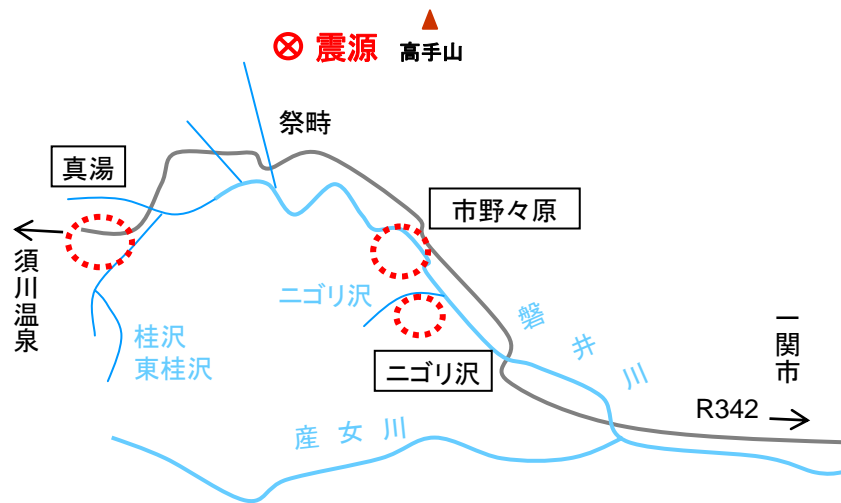 震源
高手山
祭畤
真湯
市野々原
須川温泉
ニゴリ沢
桂沢
東桂沢
磐井川
一関市
ニゴリ沢
R342
産女川